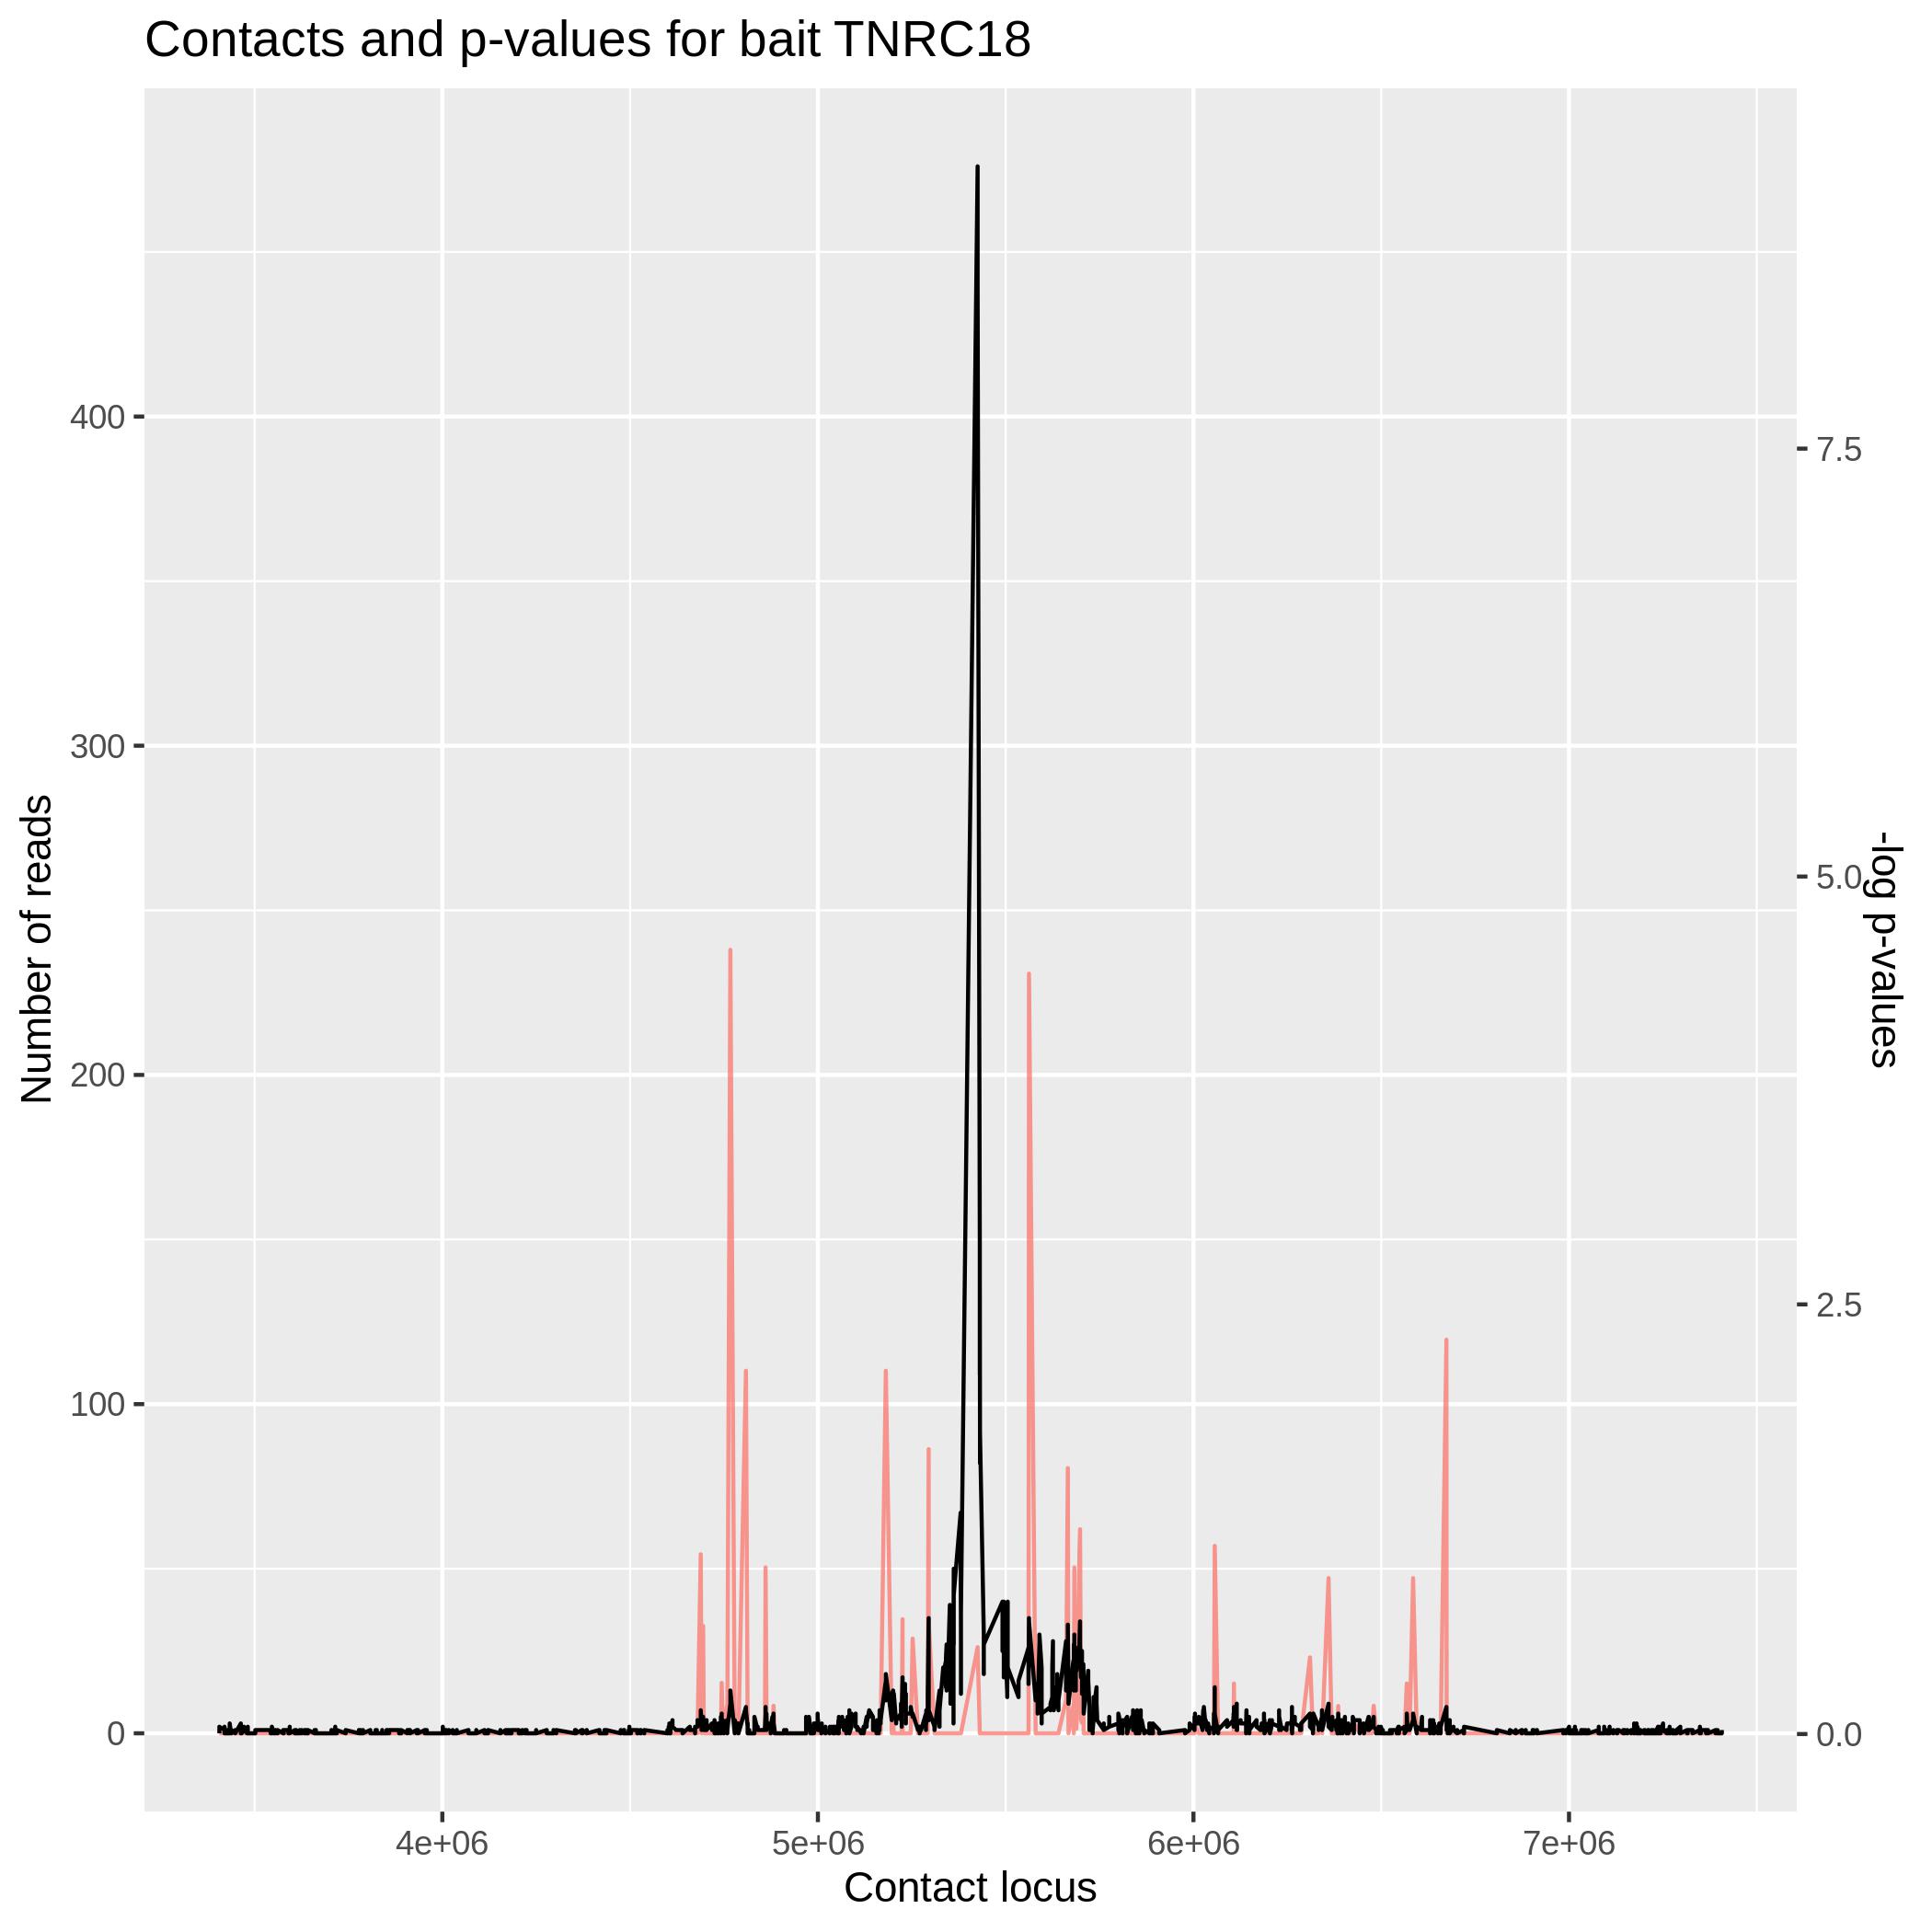 Contacts and p-values for bait TNRC18
400
300
200
100
0
Number of reads
7.5
5.0
2.5
0.0
-log p-values
4e+06 5e+06 6e+06 7e+06
Contact locus